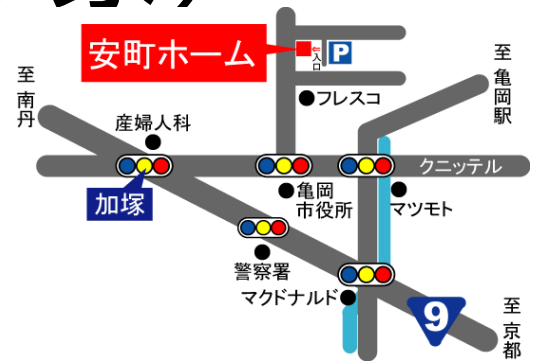 安町ホーム
⇐入口
P
至亀岡駅
至南丹
フレスコ
産婦人科
クニッテル
加塚
亀岡
市役所
マツモト
警察署
マクドナルド
9
至京都